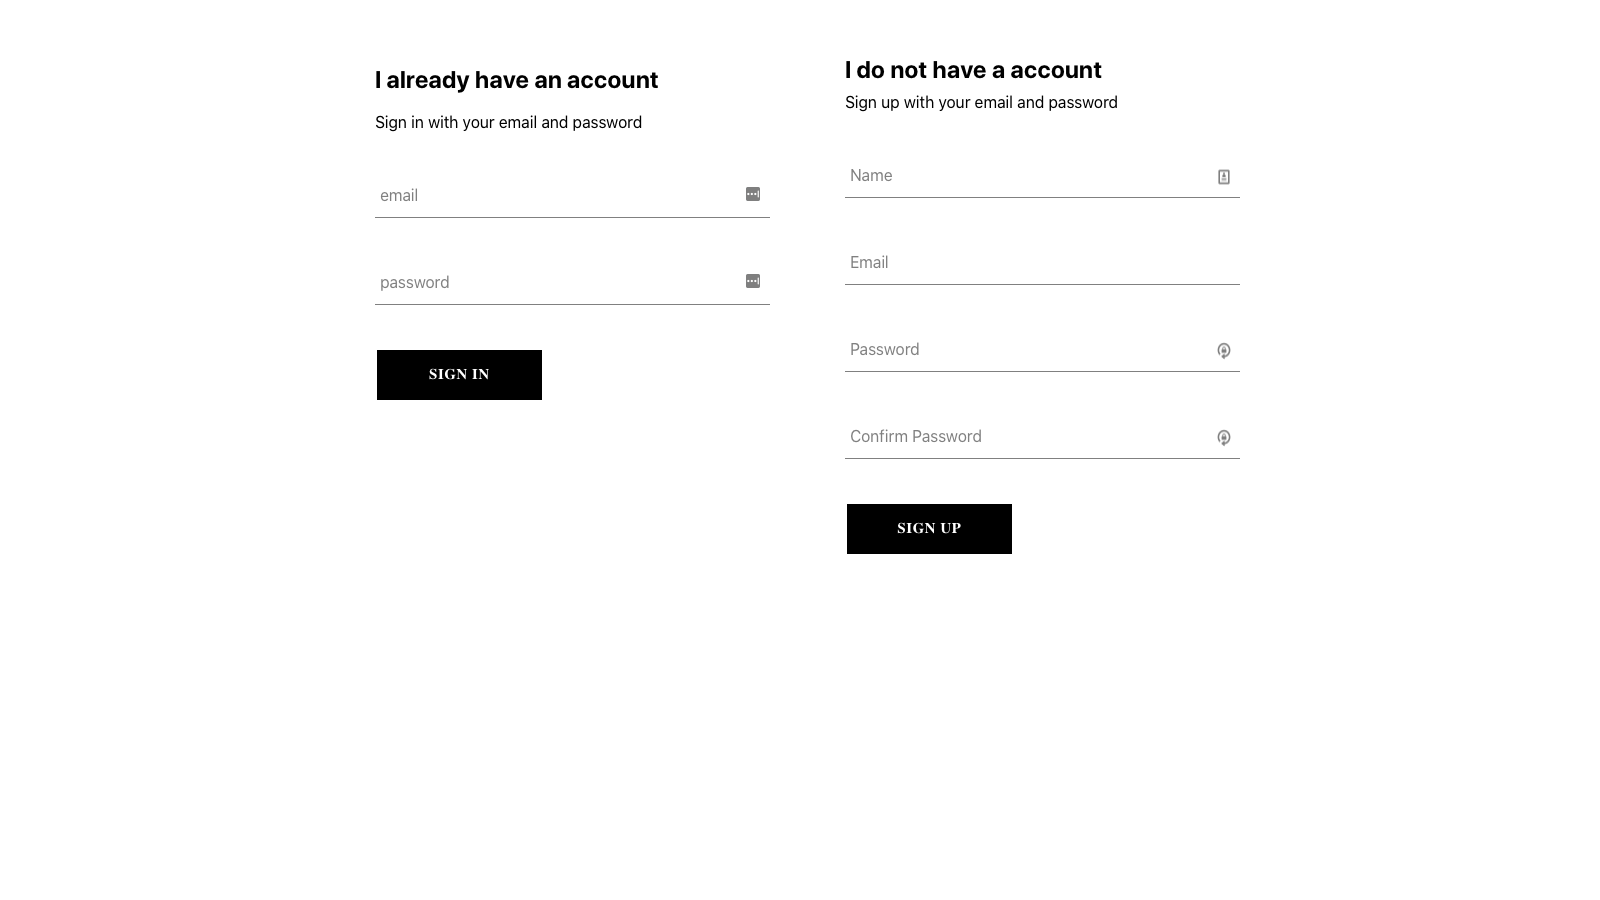 I already have an account
Sign in with your email and password
email
password
SIGN IN
I do not have a account
Sign up with your email and password
Name
Email
Password
Confirm Password
SIGN UP